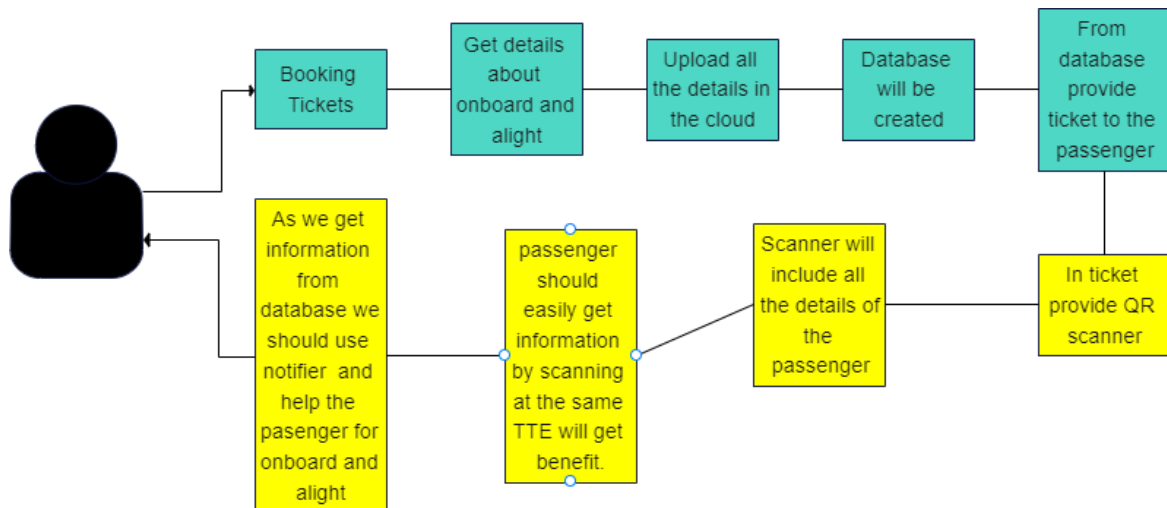 Booking
Tickets
Get details
about
onboard and
alight
Upload all
the details in
the cloud
Database
will be
created
From
database
provide
ticket to the
passenger
In ticket
provide QR
scanner
Scanner will
include all
the details of
the
passenger
passenger
should
easily get
information
by scanning
at the same
TTE will get
benefit.
As we get
information
from
database we
should use
notifier and
help the
pasenger for
onboard and
alight